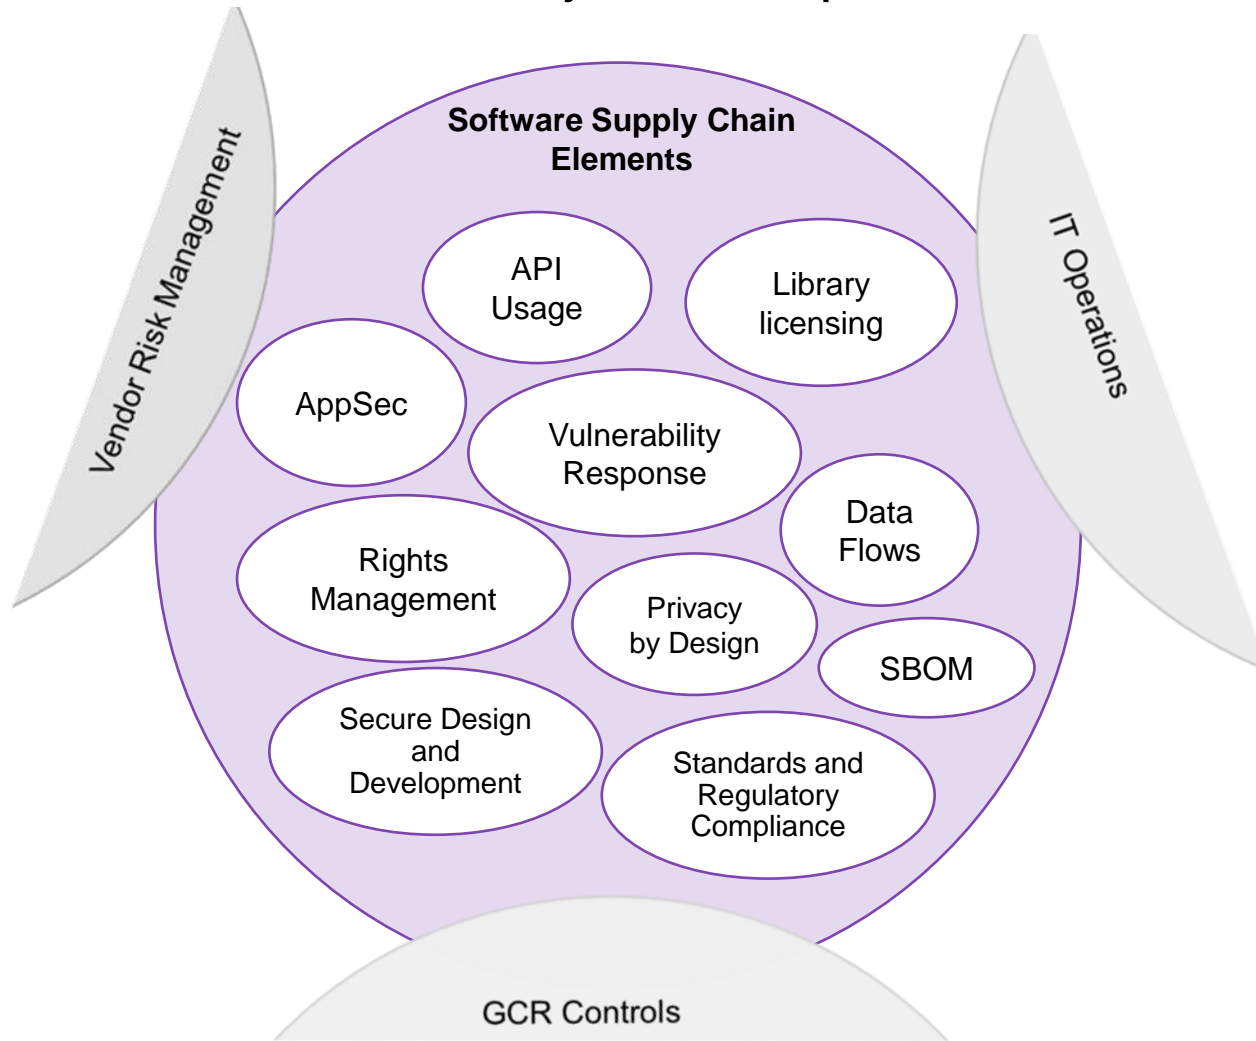 Software Supply Chain
Elements
Vendor Risk Management
IT Operations
API
Usage
Library
licensing
AppSec
Vulnerability
Response
Data
Flows
Rights
Management
Privacy
by Design
SBOM
Secure Design
and
Development
Standards and
Regulatory
Compliance
GCR Controls